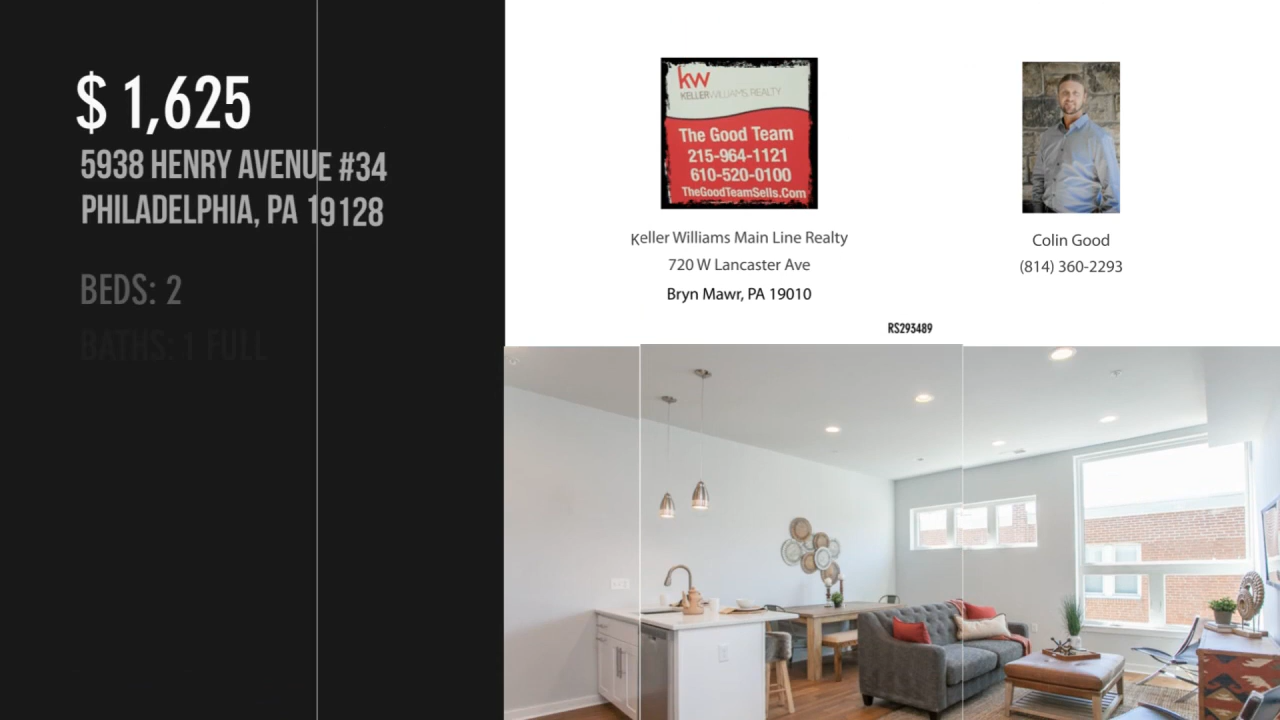 $ 1,625
5938 HENRY AVENUE #34
PHILADELPHIA, PA 19128
BEDS: 2
BATHS: 1 FULL
kw
KELLERWILLIAMS REALTY
The Good Team
215-964-1121
610-520-0100
TheGoodTeamSells.Com
Keller Williams Main Line Realty
720 W Lancaster Ave
Bryn Mawr, PA 19010
Colin Good
(814) 360-2293
RS293489